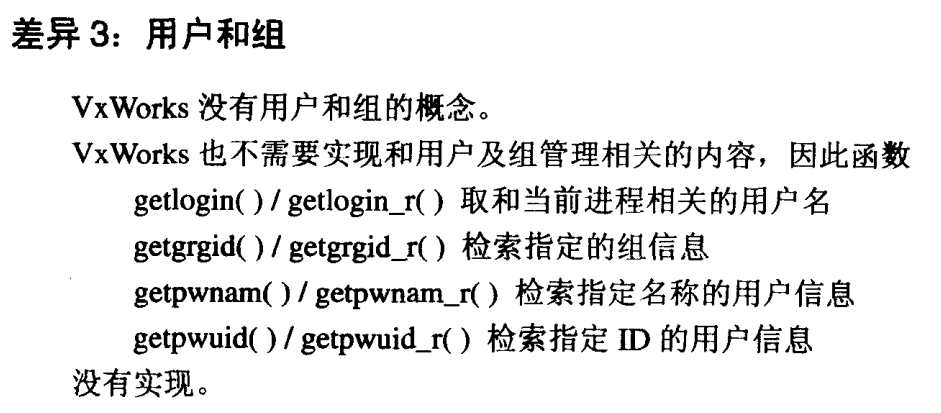 差异 3：用户和组
VxWorks 没有用户和组的概念。
VxWorks 也不需要实现和用户及组管理相关的内容，因此函数
getlogin( ) / getlogin_r( ) 取和当前进程相关的用户名
getgrgid( ) / getgrgid_r( ) 检索指定的组信息
getpwnam( ) / getpwnam_r( ) 检索指定名称的用户信息
getpwuid( ) / getpwuid_r( ) 检索指定 ID 的用户信息
没有实现。